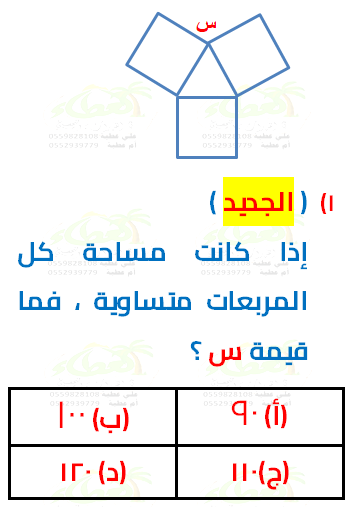 س
١) ( الجديد )
إذا كانت مساحة كل
المربعات متساوية ، فما
قيمة س ؟
(أ) ٩٠
(ب) ١٠٠
(ج) ١١٠
(د) ١٢٠